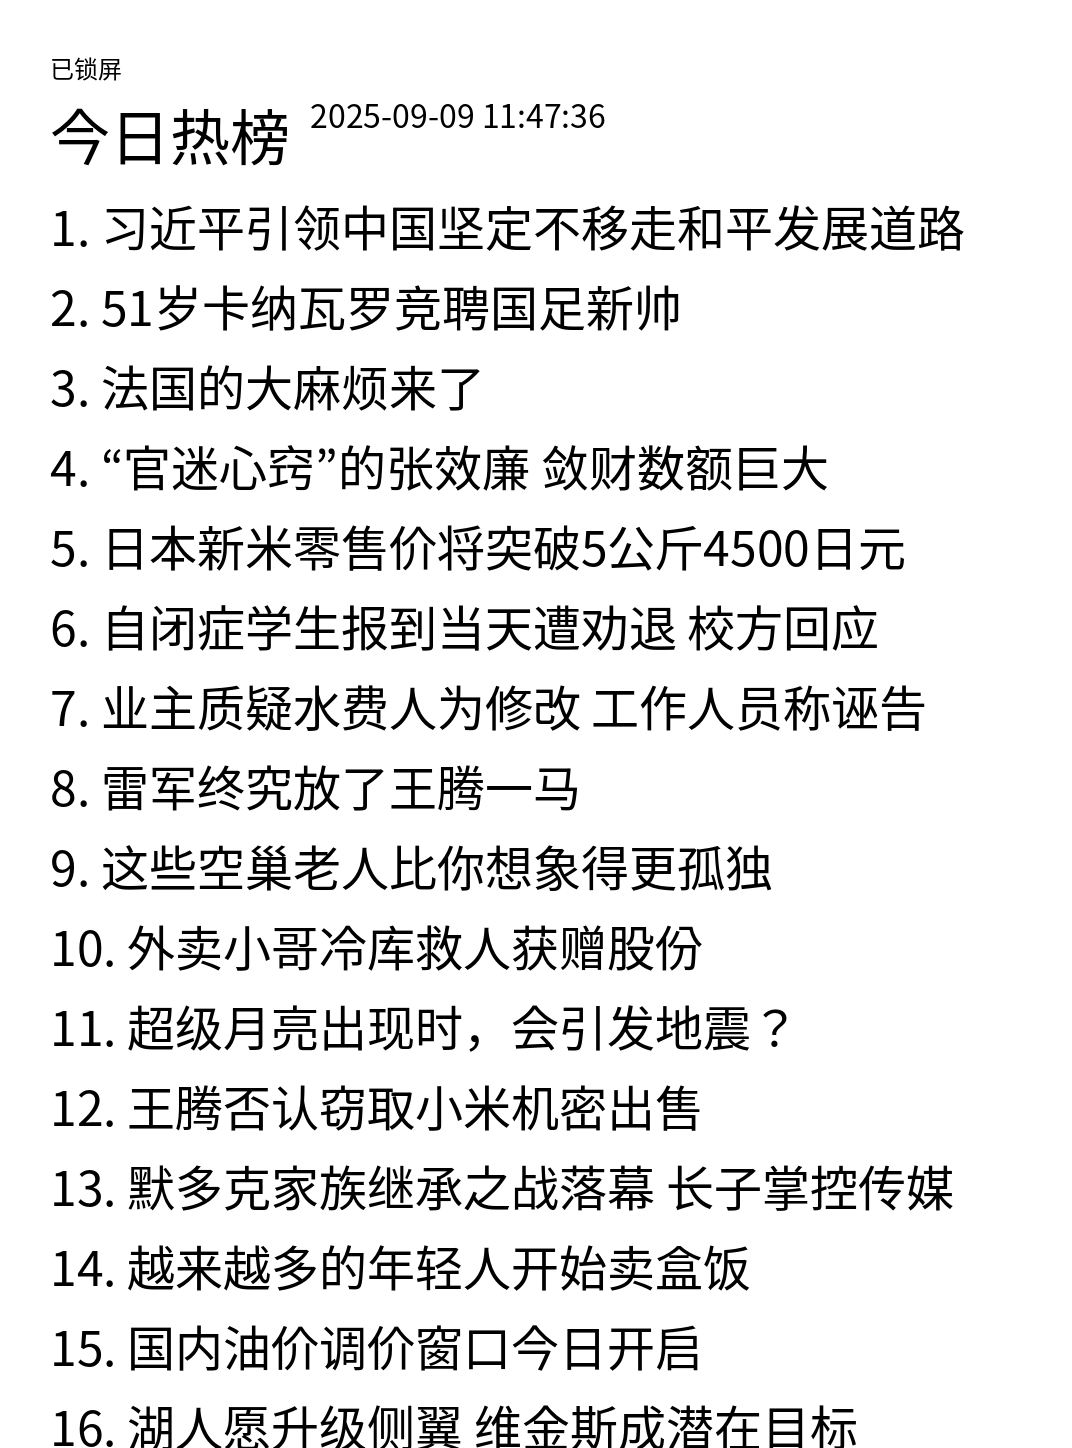 已锁屏
今日热榜 2025-09-09 11:47:36
1. 习近平引领中国坚定不移走和平发展道路
2. 51岁卡纳瓦罗竞聘国足新帅
3. 法国的大麻烦来了
4. “官迷心窍”的张效廉 敛财数额巨大
5. 日本新米零售价将突破5公斤4500日元
6. 自闭症学生报到当天遭劝退 校方回应
7. 业主质疑水费人为修改 工作人员称诬告
8. 雷军终究放了王腾一马
9. 这些空巢老人比你想象得更孤独
10. 外卖小哥冷库救人获赠股份
11. 超级月亮出现时，会引发地震？
12. 王腾否认窃取小米机密出售
13. 默多克家族继承之战落幕 长子掌控传媒
14. 越来越多的年轻人开始卖盒饭
15. 国内油价调价窗口今日开启
16. 湖人愿升级侧翼 维金斯成潜在目标